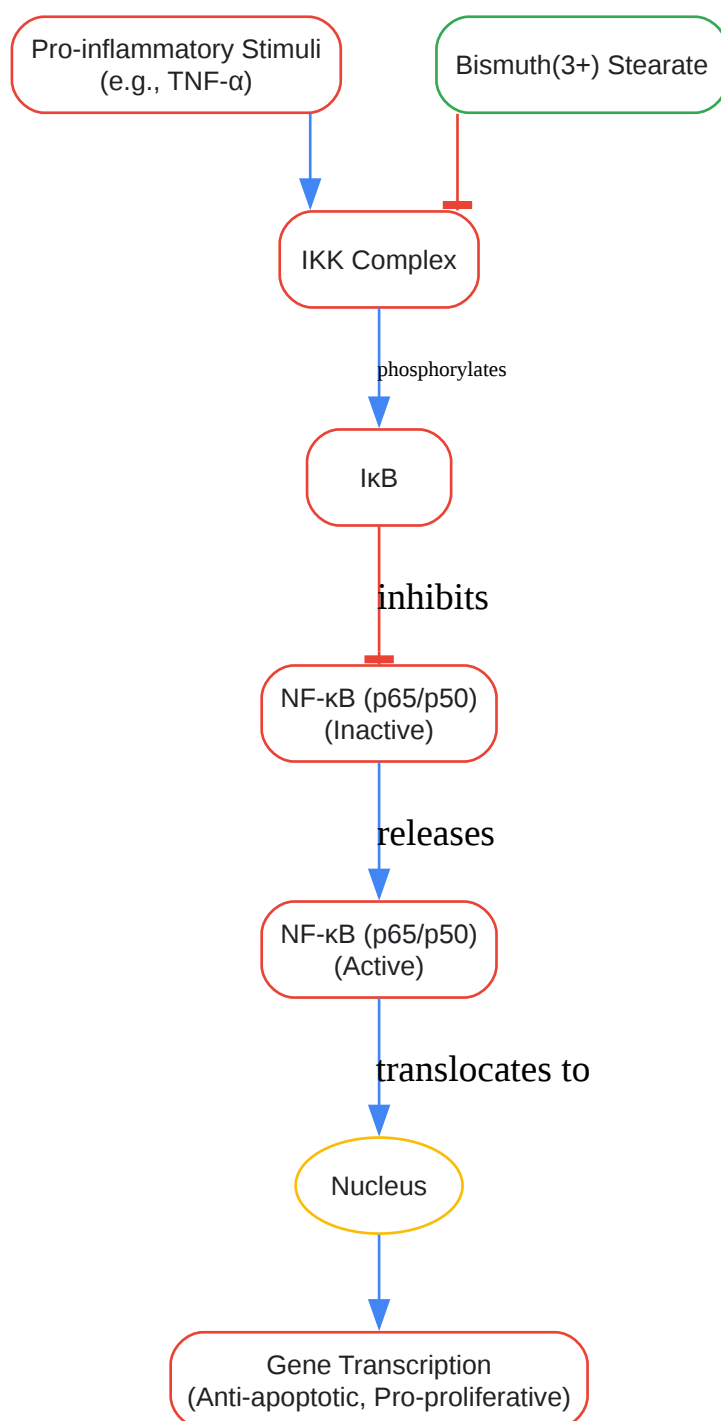 Pro-inflammatory Stimuli
(e.g., TNF-α)
Bismuth(3+) Stearate
IKK Complex
phosphorylates
IκB
inhibits
NF-κB (p65/p50)
(Inactive)
releases
NF-κB (p65/p50)
(Active)
translocates to
Nucleus
Gene Transcription
(Anti-apoptotic, Pro-proliferative)